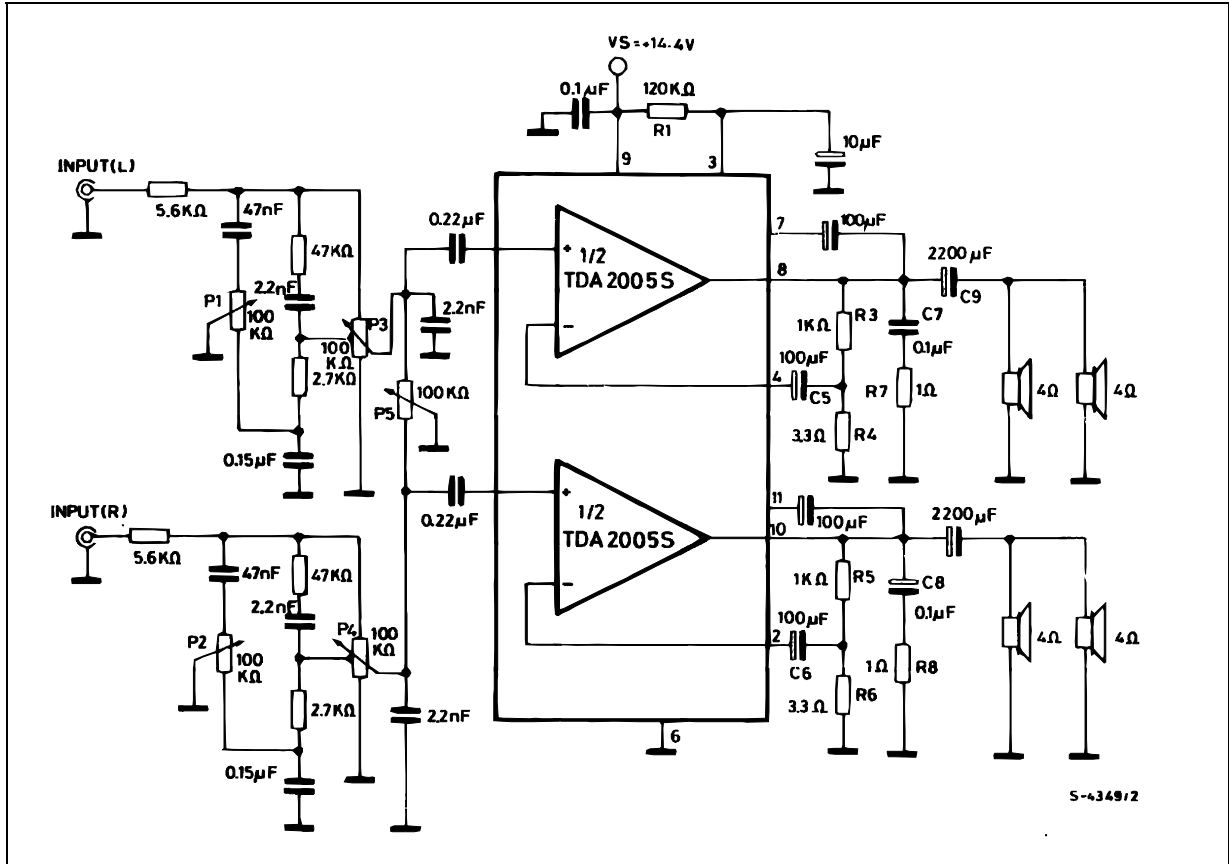 VS=+14.4V
0.1µF
120KΩ
R1
10µF
9
3
INPUT(L)
5.6KΩ
47nF
47KΩ
2.2nF
P1
100
KΩ
P3
100
KΩ
2.7KΩ
0.15µF
0.22µF
2.2nF
100KΩ
P5
+
1/2
TDA2005S
−
7
100µF
8
2200µF
C9
R3
1KΩ
C7
0.1µF
100µF
4
C5
R7
1Ω
3.3Ω
R4
4Ω
4Ω
INPUT(R)
5.6KΩ
47nF
47KΩ
2.2nF
P2
100
KΩ
P4
100
KΩ
2.7KΩ
0.15µF
0.22µF
2.2nF
+
1/2
TDA2005S
−
11
100µF
10
2200µF
1KΩ
R5
C8
0.1µF
100µF
2
C6
1Ω
R8
3.3Ω
R6
4Ω
4Ω
6
S-4349/2